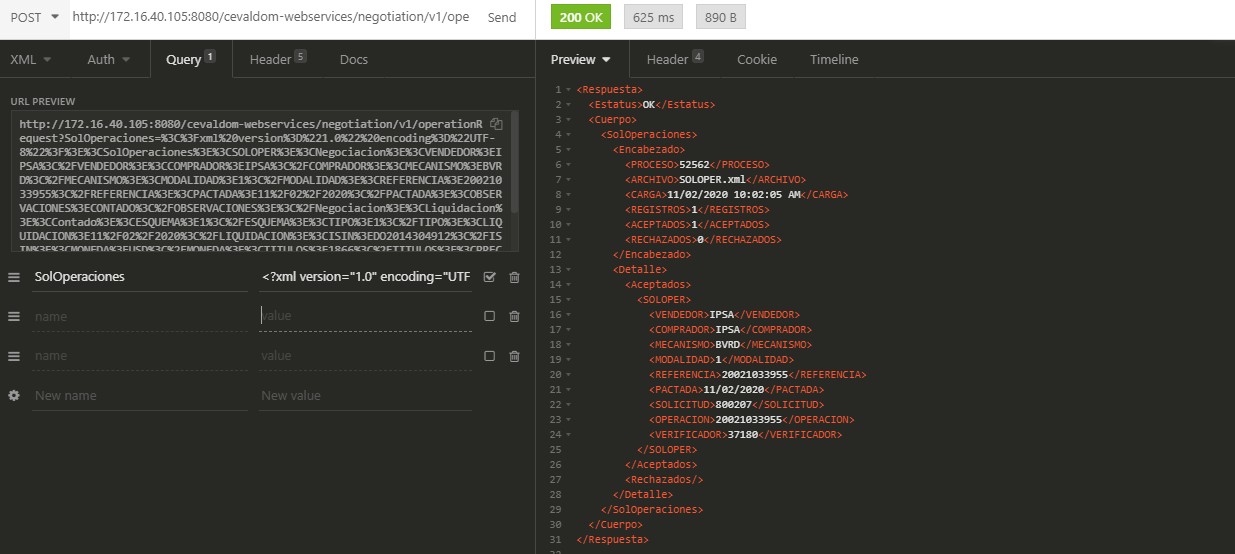 POST http://172.16.40.105:8080/cevaldom-webservices/negotiation/v1/ope Send
200 OK 625 ms 890 B
XML Auth Query 1 Header 5 Docs
Preview Header 4 Cookie Timeline
URL PREVIEW
http://172.16.40.105:8080/cevaldom-webservices/negotiation/v1/operationR
equest?SolOperaciones=%3C%3Fxml%20version%3D%221.0%22%20encoding%3D%22UTF-
8%22%3F%3E%3CSolOperaciones%3E%3CSOLOPER%3E%3CNegociacion%3E%3CVENDEDOR%3EI
PSA%3C%2FVENDEDOR%3E%3CCOMPRADOR%3EIPSA%3C%2FCOMPRADOR%3E%3CMECANISMO%3EBVR
D%3C%2FMECANISMO%3E%3CMODALIDAD%3E1%3C%2FMODALIDAD%3E%3CREFERENCIA%3E200210
33955%3C%2FREFERENCIA%3E%3CPACTADA%3E11%2F02%2F2020%3C%2FPACTADA%3E%3COBSER
VACIONES%3ECONTADO%3C%2FOBSERVACIONES%3E%3C%2FNegociacion%3E%3CLiquidacion%
3E%3CContado%3E%3CESQUEMA%3E1%3C%2FESQUEMA%3E%3CTIPO%3E1%3C%2FTIPO%3E%3CLIQ
UIDACION%3E11%2F02%2F2020%3C%2FLIQUIDACION%3E%3CISIN%3EDO2014304912%3C%2FIS
IN%3E%3CMONEDA%3EUSD%3C%2FMONEDA%3E%3CTITULOS%3E1866%3C%2FTITULOS%3E%3CPREC
SolOperaciones <?xml version="1.0" encoding="UTF
name value
name value
New name New value
1 <Respuesta>
2 <Estatus>OK</Estatus>
3 <Cuerpo>
4 <SolOperaciones>
5 <Encabezado>
6 <PROCESO>52562</PROCESO>
7 <ARCHIVO>SOLOPER.xml</ARCHIVO>
8 <CARGA>11/02/2020 10:02:05 AM</CARGA>
9 <REGISTROS>1</REGISTROS>
10 <ACEPTADOS>1</ACEPTADOS>
11 <RECHAZADOS>0</RECHAZADOS>
12 </Encabezado>
13 <Detalle>
14 <Aceptados>
15 <SOLOPER>
16 <VENDEDOR>IPSA</VENDEDOR>
17 <COMPRADOR>IPSA</COMPRADOR>
18 <MECANISMO>BVRD</MECANISMO>
19 <MODALIDAD>1</MODALIDAD>
20 <REFERENCIA>20021033955</REFERENCIA>
21 <PACTADA>11/02/2020</PACTADA>
22 <SOLICITUD>800207</SOLICITUD>
23 <OPERACION>20021033955</OPERACION>
24 <VERIFICADOR>37180</VERIFICADOR>
25 </SOLOPER>
26 </Aceptados>
27 <Rechazados/>
28 </Detalle>
29 </SolOperaciones>
30 </Cuerpo>
31 </Respuesta>